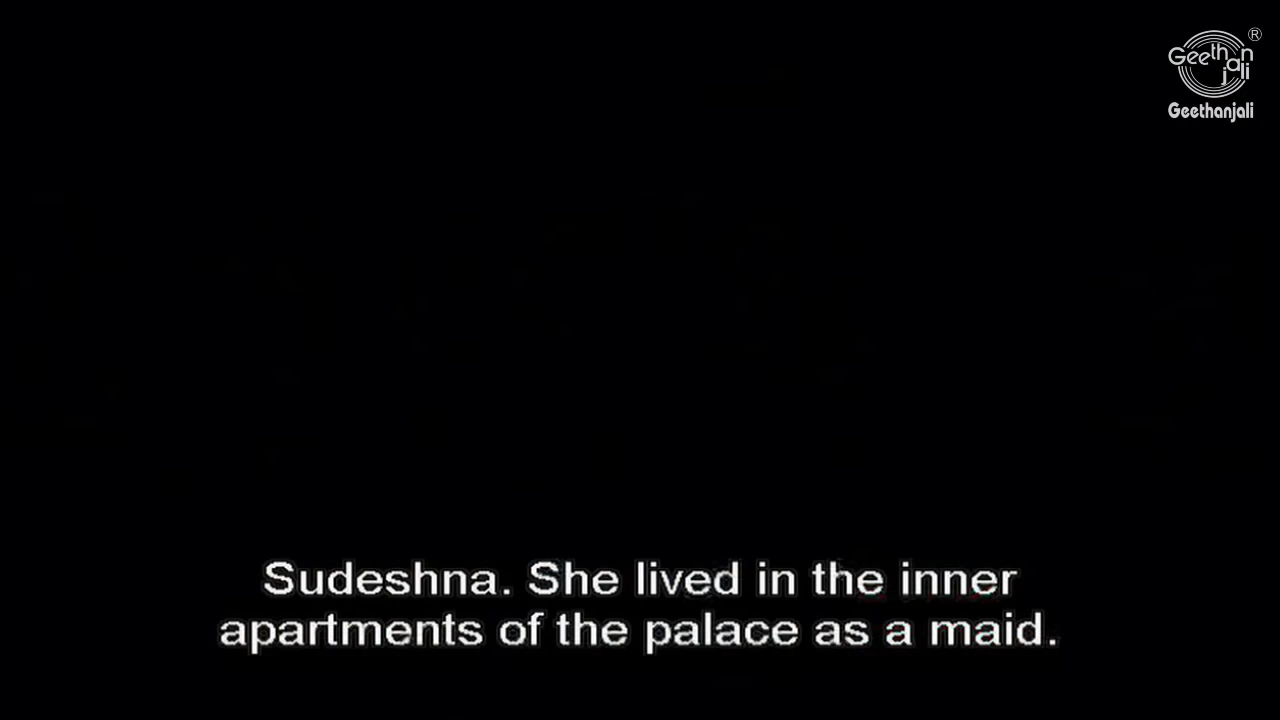 Geethanjali
®
Geethanjali
Sudeshna. She lived in the inner
apartments of the palace as a maid.